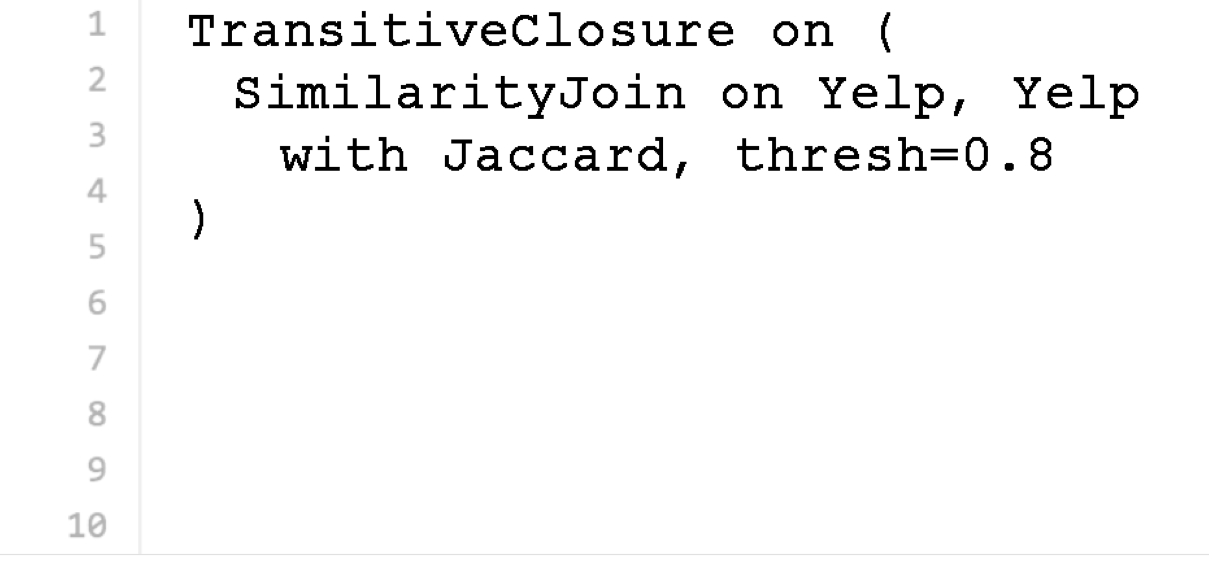 1 TransitiveClosure on (
2 SimilarityJoin on Yelp, Yelp
3 with Jaccard, thresh=0.8
4 )
5
6
7
8
9
10